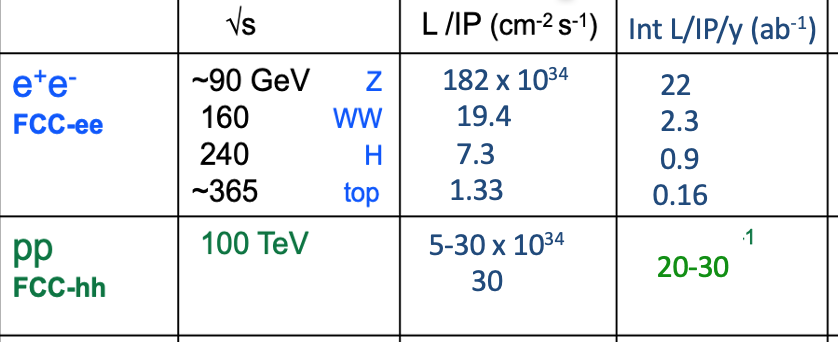 √s L /IP (cm-2 s-1) Int L/IP/y (ab-1)
e+e- ~90 GeV Z 182 x 1034 22
FCC-ee 160 WW 19.4 2.3
240 H 7.3 0.9
~365 top 1.33 0.16
pp 100 TeV 5-30 x 1034 -1
FCC-hh 30 20-30